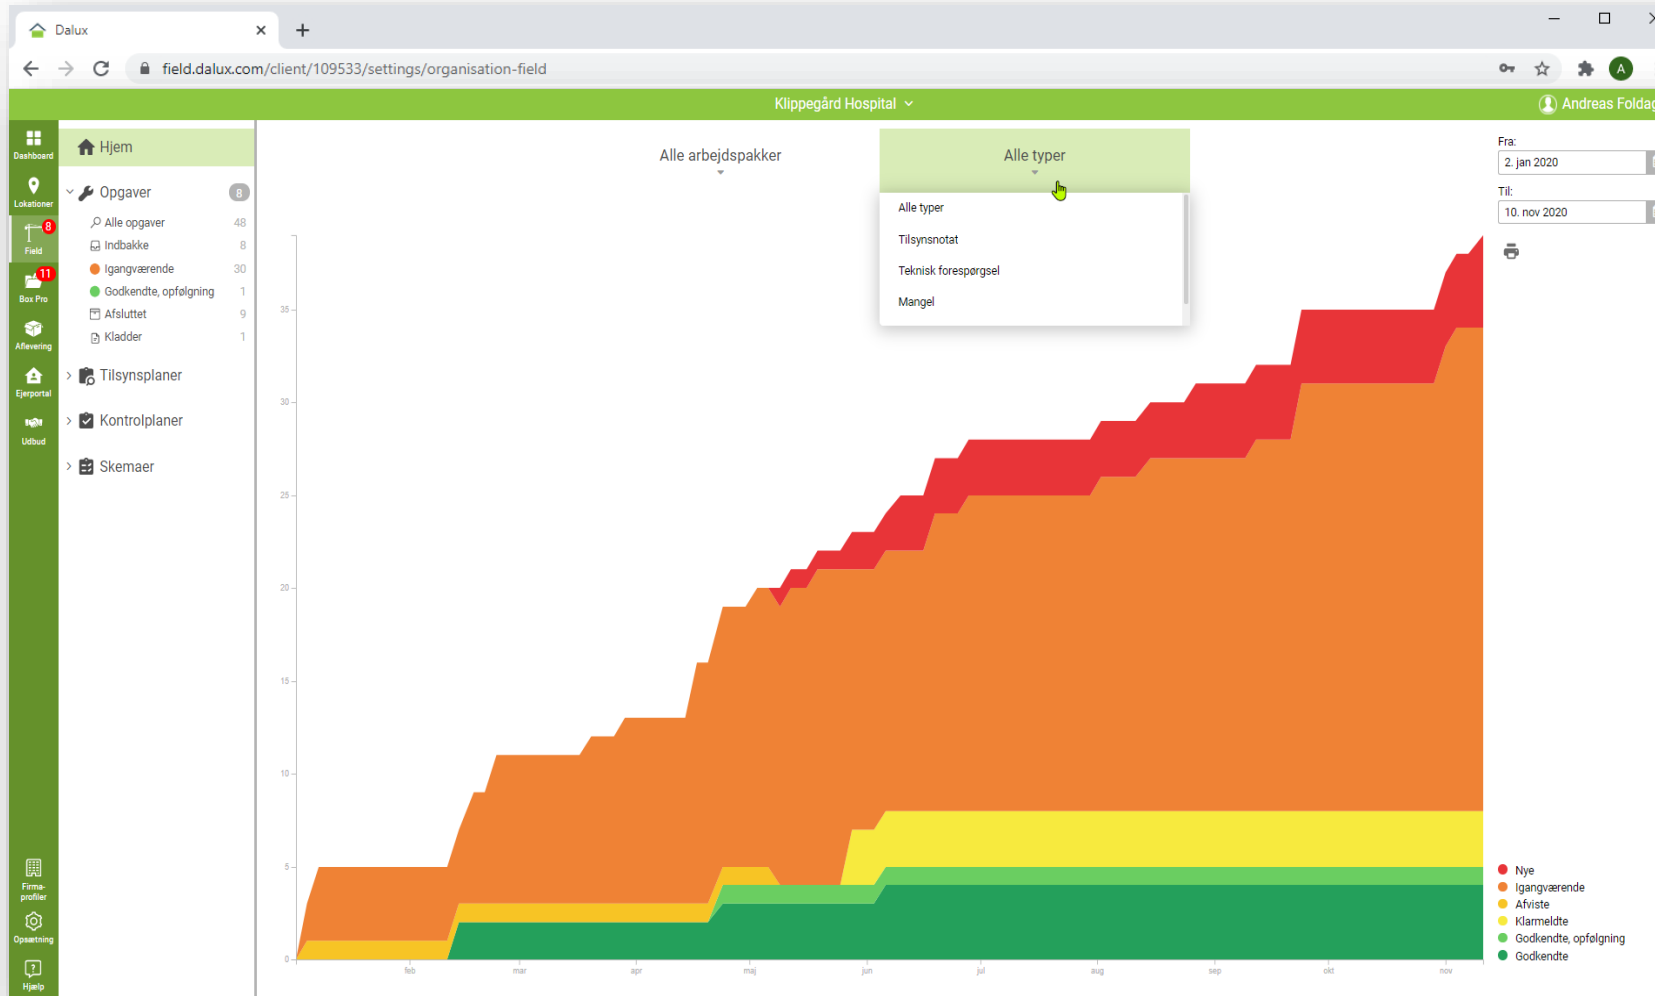 Dalux
field.dalux.com/client/109533/settings/organisation-field
A
Klippegård Hospital
Andreas Foldag
Dashboard
Lokationer
8
Field
11
Box Pro
Aflevering
Ejerportal
Udbud
Firma-
profiler
Opsætning
Hjælp
Hjem
Opgaver 8
Alle opgaver 48
Indbakke 8
Igangværende 30
Godkendte, opfølgning 1
Afsluttet 9
Kladder 1
Tilsynsplaner
Kontrolplaner
Skemaer
Alle arbejdspakker
Alle typer
Alle typer
Tilsynsnotat
Teknisk forespørgsel
Mangel
Fra:
2. jan 2020
Til:
10. nov 2020
35
30
25
20
15
10
5
0
feb mar apr maj jun jul aug sep okt nov
Nye
Igangværende
Afviste
Klarmeldte
Godkendte, opfølgning
Godkendte